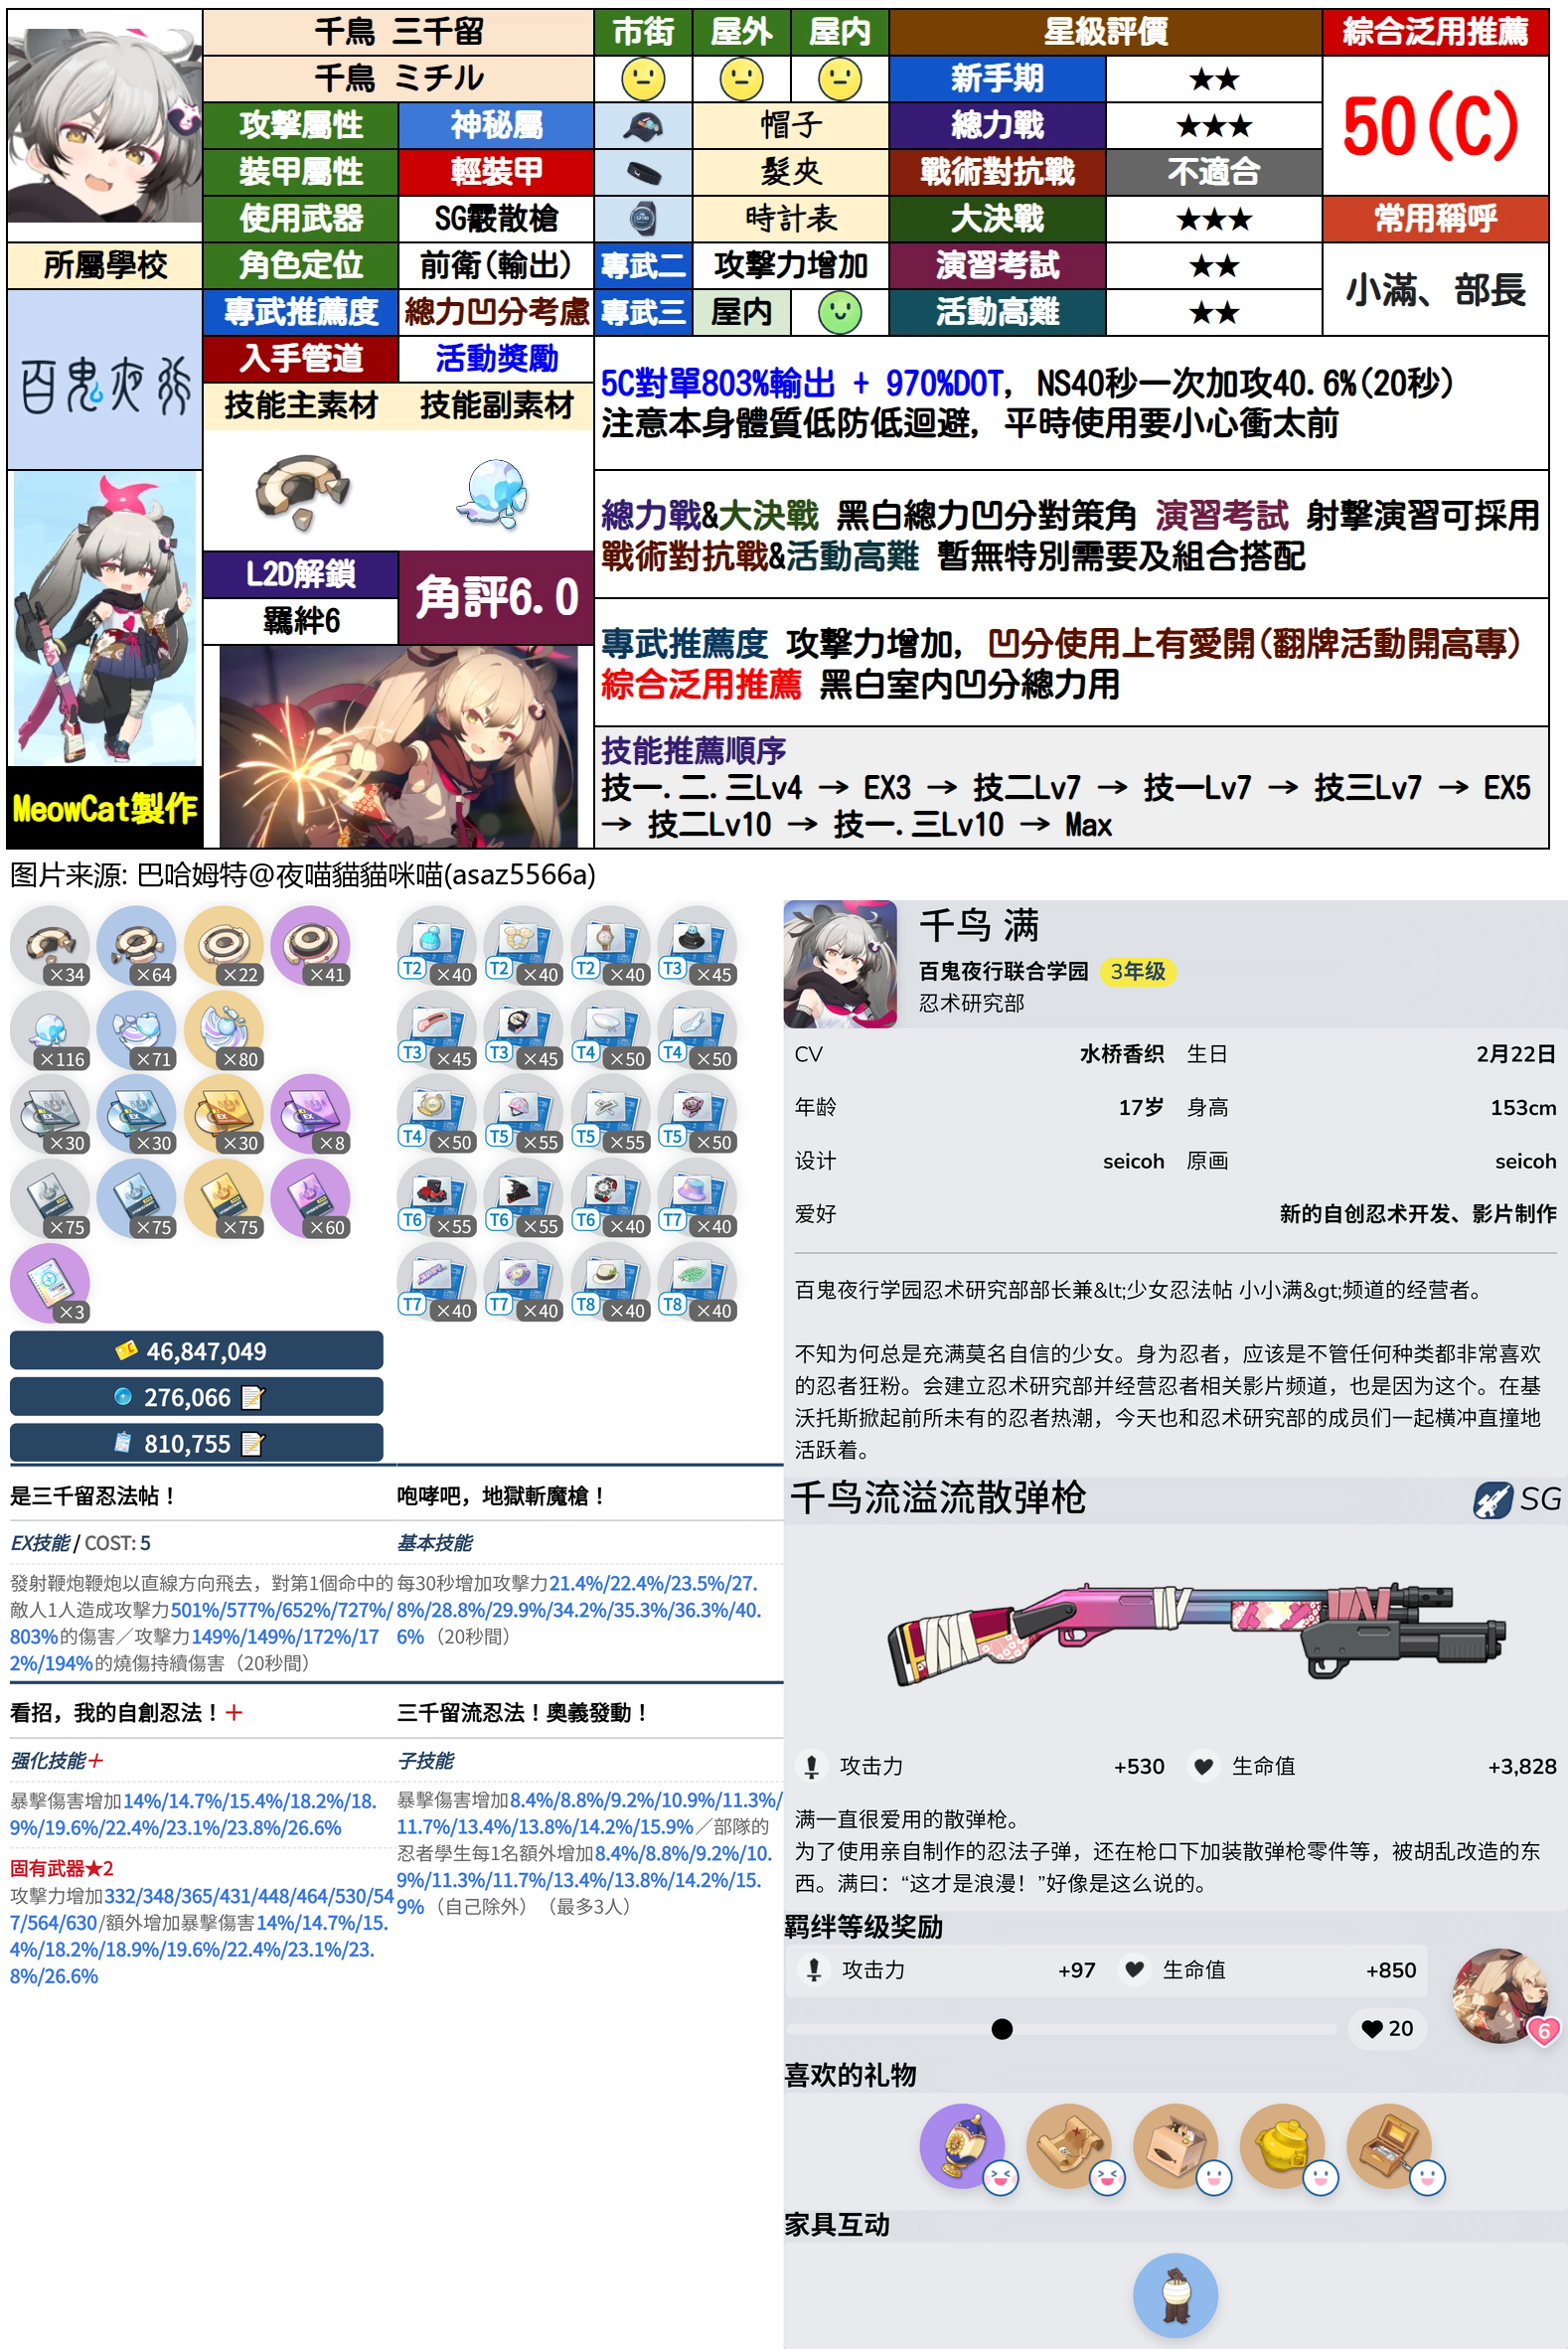 千鳥 三千留
市街
屋外
屋内
星級評價
綜合泛用推薦
千鳥 ミチル
新手期
★★
50(C)
攻擊屬性
神秘屬
帽子
總力戰
★★★
裝甲屬性
輕裝甲
髮夾
戰術對抗戰
不適合
使用武器
SG霰散槍
時計表
大決戰
★★★
常用稱呼
所屬學校
角色定位
前衛(輸出)
專武二
攻擊力增加
演習考試
★★
小滿、部長
專武推薦度
總力凹分考慮
專武三
屋内
活動高難
★★
百鬼夜行
入手管道
活動獎勵
技能主素材
技能副素材
5C對單803%輸出 + 970%DOT, NS40秒一次加攻40.6%(20秒)
注意本身體質低防低迴避, 平時使用要小心衝太前
總力戰&大決戰 黑白總力凹分對策角 演習考試 射擊演習可採用
戰術對抗戰&活動高難 暫無特別需要及組合搭配
L2D解鎖
角評6.0
羈絆6
專武推薦度 攻擊力增加, 凹分使用上有愛開(翻牌活動開高專)
綜合泛用推薦 黑白室内凹分總力用
技能推薦順序
技一.二.三Lv4 → EX3 → 技二Lv7 → 技一Lv7 → 技三Lv7 → EX5
→ 技二Lv10 → 技一.三Lv10 → Max
MeowCat製作
图片来源: 巴哈姆特@夜喵貓貓咪喵(asaz5566a)
×34 ×64 ×22 ×41
×116 ×71 ×80
EX ×30 EX ×30 EX ×30 EX ×8
×75 ×75 ×75 ×60
×3
46,847,049
276,066
810,755
T2 ×40 T2 ×40 T2 ×40 T3 ×45
T3 ×45 T3 ×45 T4 ×50 T4 ×50
T4 ×50 T5 ×55 T5 ×55 T5 ×50
T6 ×55 T6 ×55 T6 ×40 T7 ×40
T7 ×40 T7 ×40 T8 ×40 T8 ×40
是三千留忍法帖！
EX技能 / COST: 5
發射鞭炮鞭炮以直線方向飛去，對第1個命中的
敵人1人造成攻擊力501%/577%/652%/727%/
803%的傷害／攻擊力149%/149%/172%/17
2%/194%的燒傷持續傷害（20秒間）
咆哮吧，地獄斬魔槍！
基本技能
每30秒增加攻擊力21.4%/22.4%/23.5%/27.
8%/28.8%/29.9%/34.2%/35.3%/36.3%/40.
6%（20秒間）
看招，我的自創忍法！+
强化技能+
暴擊傷害增加14%/14.7%/15.4%/18.2%/18.
9%/19.6%/22.4%/23.1%/23.8%/26.6%
固有武器★2
攻擊力增加332/348/365/431/448/464/530/54
7/564/630/額外增加暴擊傷害14%/14.7%/15.
4%/18.2%/18.9%/19.6%/22.4%/23.1%/23.
8%/26.6%
三千留流忍法！奧義發動！
子技能
暴擊傷害增加8.4%/8.8%/9.2%/10.9%/11.3%/
11.7%/13.4%/13.8%/14.2%/15.9%／部隊的
忍者學生每1名額外增加8.4%/8.8%/9.2%/10.
9%/11.3%/11.7%/13.4%/13.8%/14.2%/15.
9%（自己除外）（最多3人）
千鸟 满
百鬼夜行联合学园 3年级
忍术研究部
CV 水桥香织 生日 2月22日
年龄 17岁 身高 153cm
设计 seicoh 原画 seicoh
爱好 新的自创忍术开发、影片制作
百鬼夜行学园忍术研究部部长兼&lt;少女忍法帖 小小满&gt;频道的经营者。
不知为何总是充满莫名自信的少女。身为忍者，应该是不管任何种类都非常喜欢
的忍者狂粉。会建立忍术研究部并经营忍者相关影片频道，也是因为这个。在基
沃托斯掀起前所未有的忍者热潮，今天也和忍术研究部的成员们一起横冲直撞地
活跃着。
千鸟流溢流散弹枪 SG
攻击力 +530 生命值 +3,828
满一直很爱用的散弹枪。
为了使用亲自制作的忍法子弹，还在枪口下加装散弹枪零件等，被胡乱改造的东
西。满曰：“这才是浪漫！”好像是这么说的。
羁绊等级奖励
攻击力 +97 生命值 +850
20
6
喜欢的礼物
家具互动